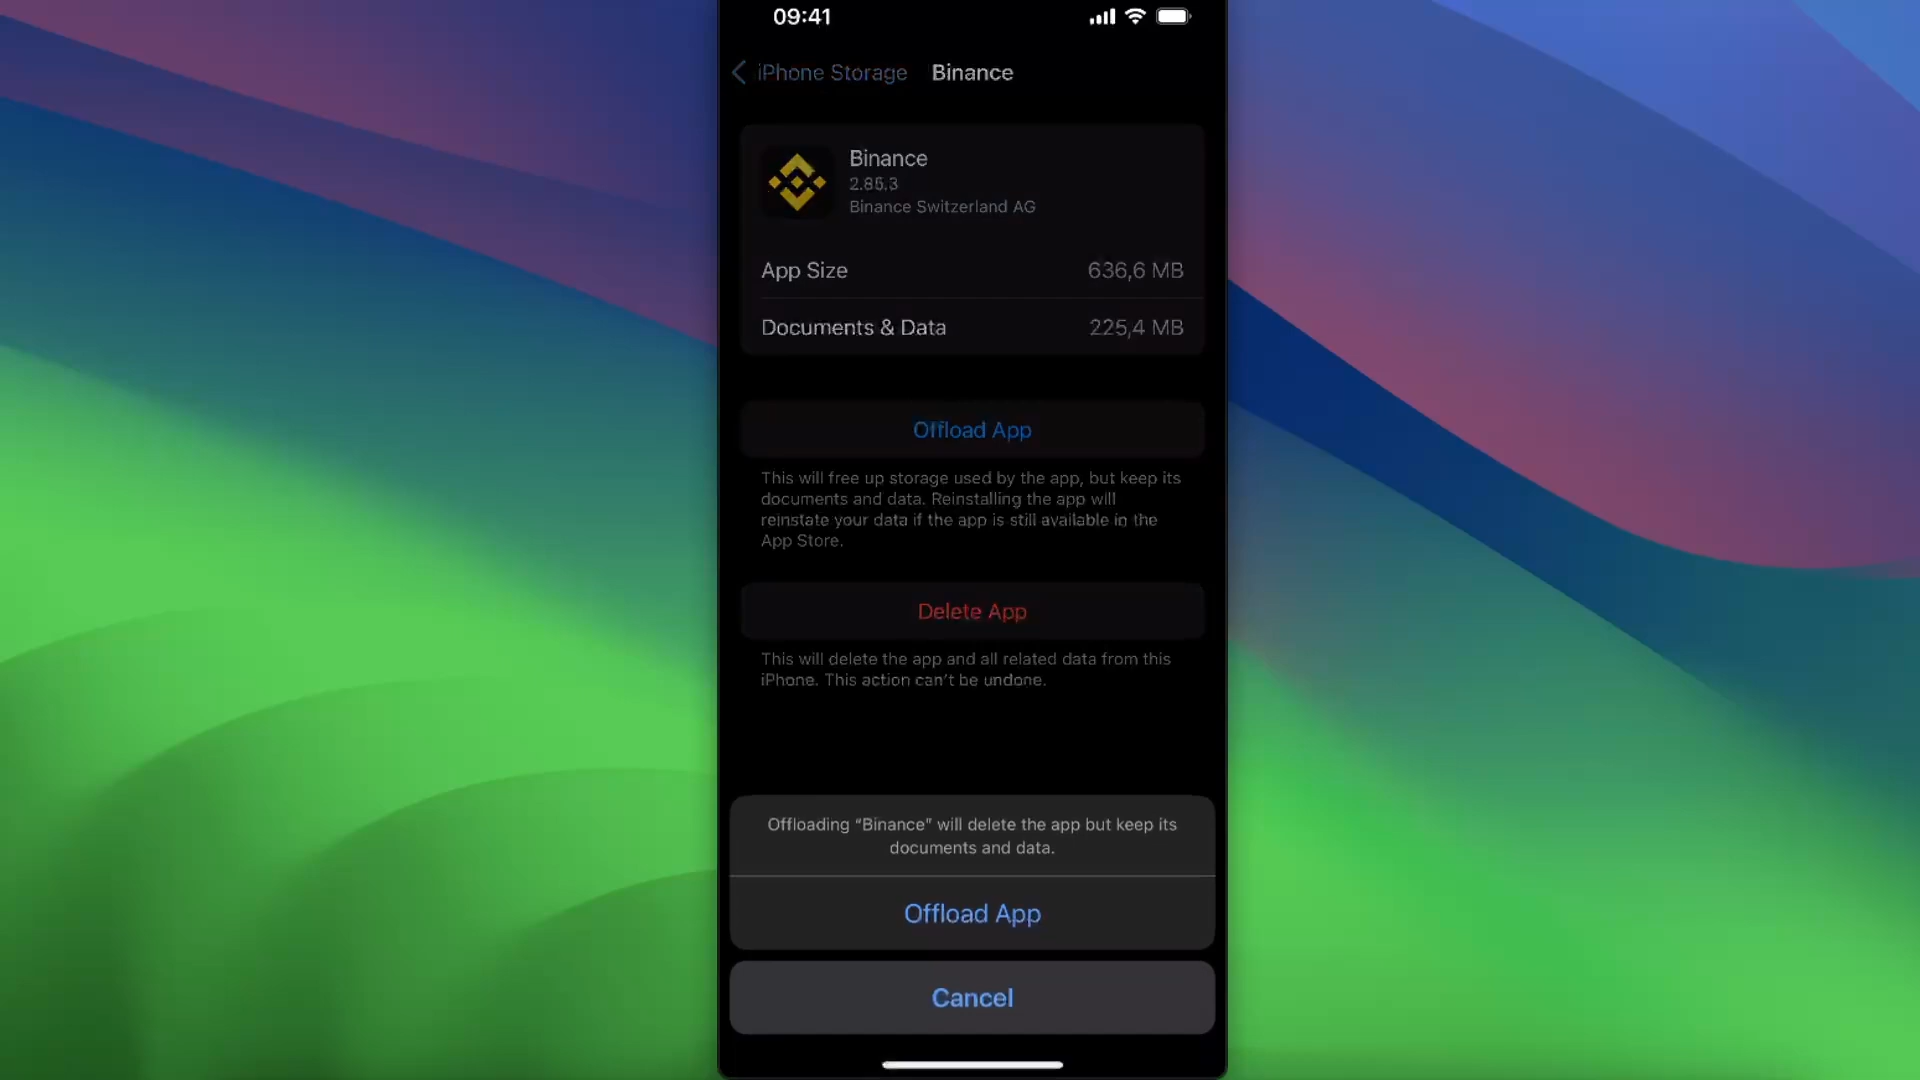 09:41
iPhone Storage Binance
Binance
2.85.3
Binance Switzerland AG
App Size 636,6 MB
Documents & Data 225,4 MB
Offload App
This will free up storage used by the app, but keep its
documents and data. Reinstalling the app will
reinstate your data if the app is still available in the
App Store.
Delete App
This will delete the app and all related data from this
iPhone. This action can't be undone.
Offloading “Binance” will delete the app but keep its
documents and data.
Offload App
Cancel